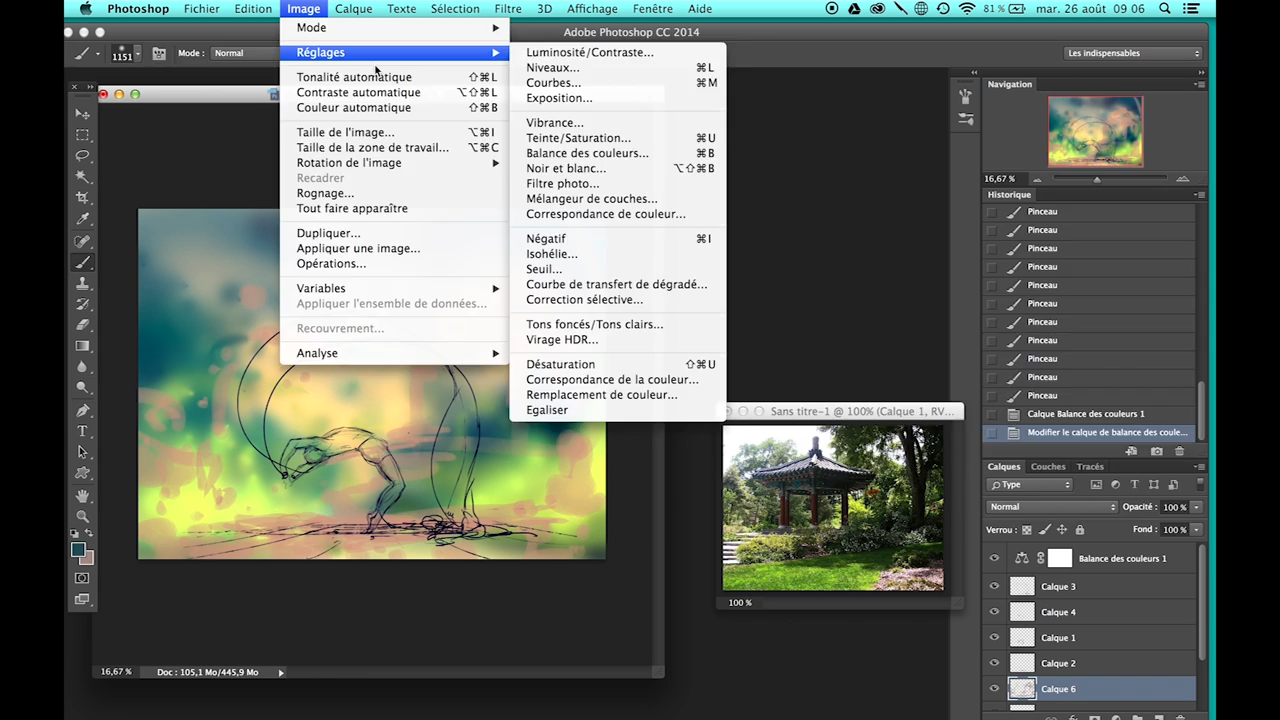 Photoshop Fichier Edition Image Calque Texte Sélection Filtre 3D Affichage Fenêtre Aide 81 % mar. 26 août 09 06
Adobe Photoshop CC 2014
1151 Mode : Normal Les indispensables
Mode
Réglages
Tonalité automatique ⇧⌘L
Contraste automatique ⌥⇧⌘L
Couleur automatique ⇧⌘B
Taille de l'image... ⌥⌘I
Taille de la zone de travail... ⌥⌘C
Rotation de l'image
Recadrer
Rognage...
Tout faire apparaître
Dupliquer...
Appliquer une image...
Opérations...
Variables
Appliquer l'ensemble de données...
Recouvrement...
Analyse
Luminosité/Contraste...
Niveaux... ⌘L
Courbes... ⌘M
Exposition...
Vibrance...
Teinte/Saturation... ⌘U
Balance des couleurs... ⌘B
Noir et blanc... ⌥⇧⌘B
Filtre photo...
Mélangeur de couches...
Correspondance de couleur...
Négatif ⌘I
Isohélie...
Seuil...
Courbe de transfert de dégradé...
Correction sélective...
Tons foncés/Tons clairs...
Virage HDR...
Désaturation ⇧⌘U
Correspondance de la couleur...
Remplacement de couleur...
Egaliser
Sans titre-1 @ 100% (Calque 1, RV...
100 %
16,67 % Doc : 105,1 Mo/445,9 Mo
Navigation
16,67 %
Historique
Pinceau
Pinceau
Pinceau
Pinceau
Pinceau
Pinceau
Pinceau
Pinceau
Pinceau
Pinceau
Pinceau
Calque Balance des couleurs 1
Modifier le calque de balance des coule...
Calques Couches Tracés
Type
Normal Opacité : 100 %
Verrou : Fond : 100 %
Balance des couleurs 1
Calque 3
Calque 4
Calque 1
Calque 2
Calque 6